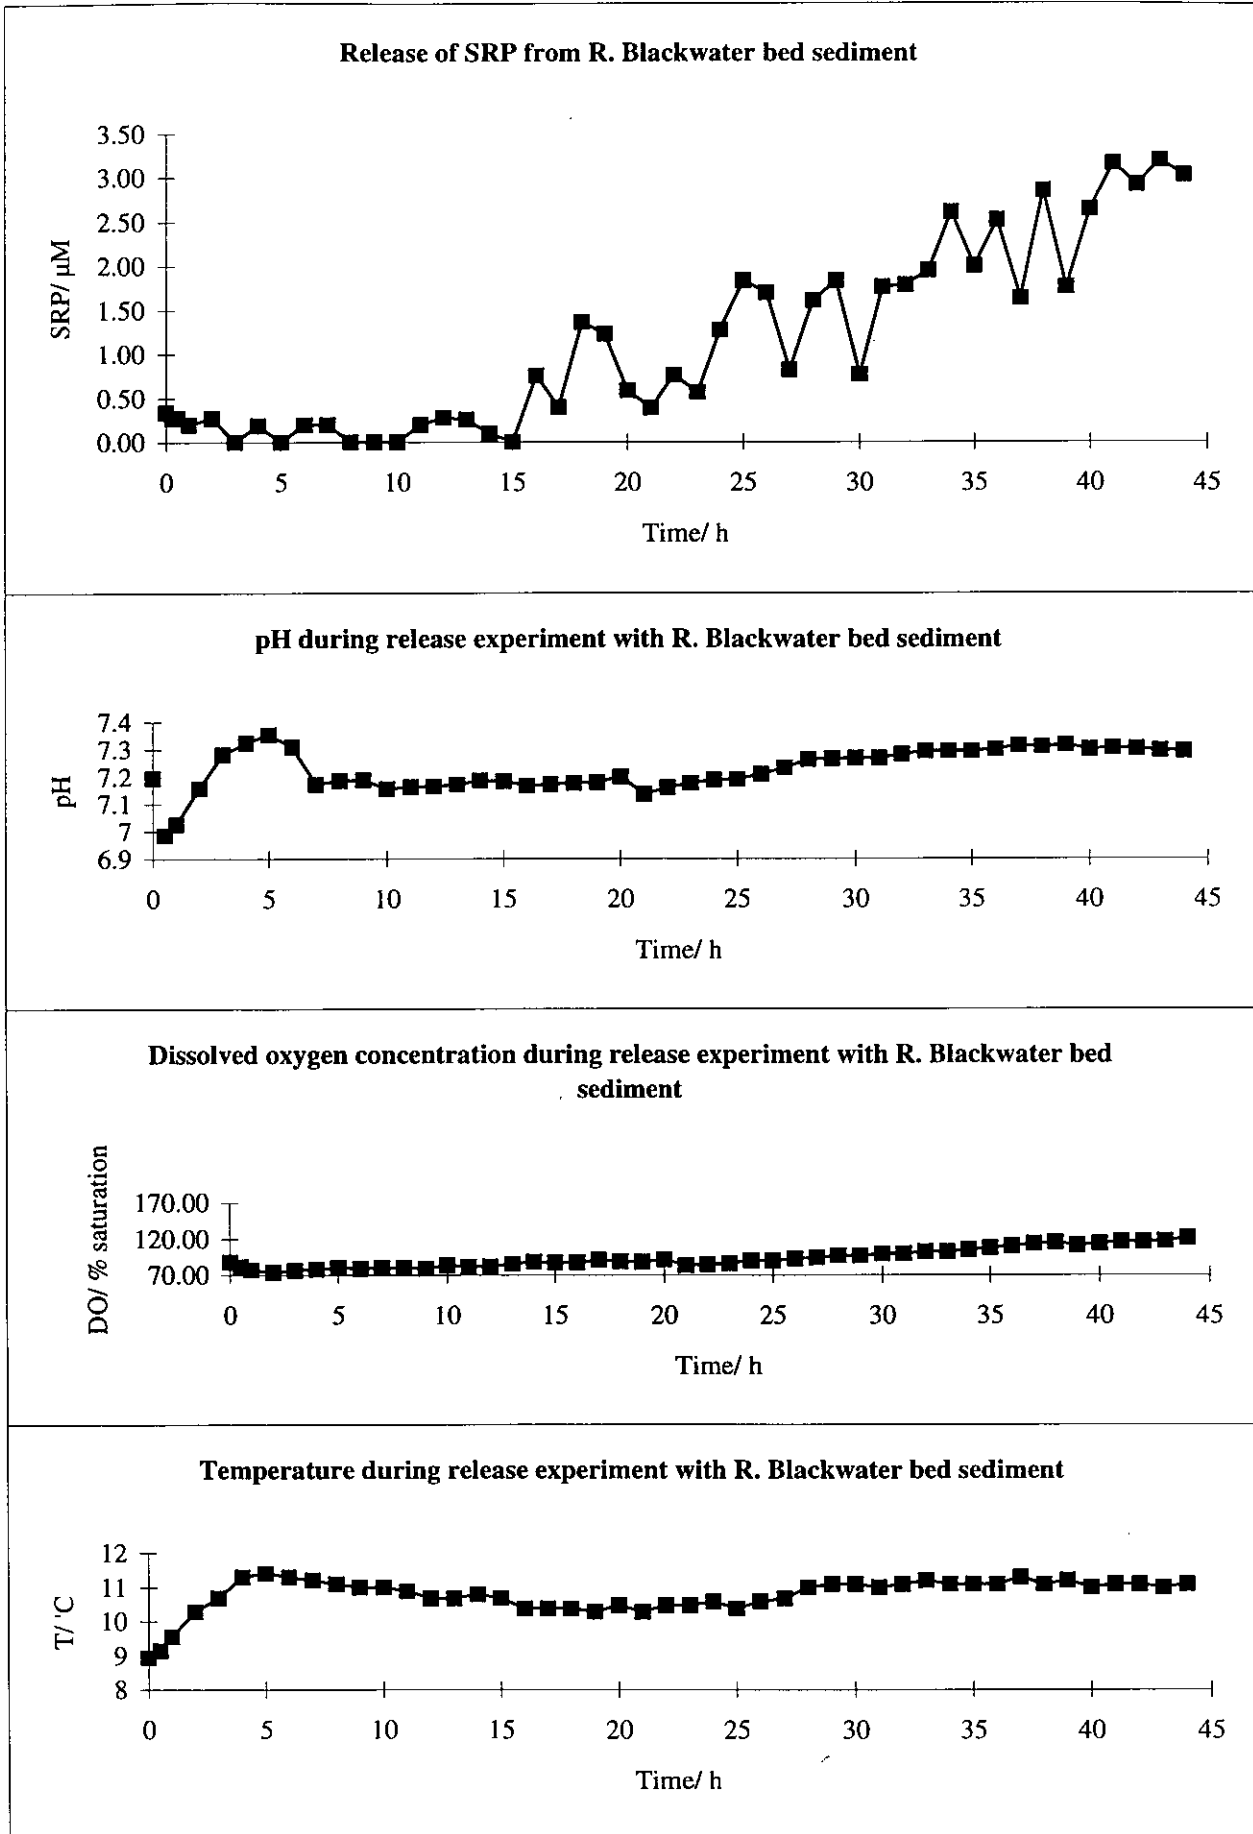 Release of SRP from R. Blackwater bed sediment
3.50
3.00
2.50
2.00
1.50
1.00
0.50
0.00
SRP/ µM
0 5 10 15 20 25 30 35 40 45
Time/ h
pH during release experiment with R. Blackwater bed sediment
7.4
7.3
7.2
7.1
7
6.9
pH
0 5 10 15 20 25 30 35 40 45
Time/ h
Dissolved oxygen concentration during release experiment with R. Blackwater bed
sediment
170.00
120.00
70.00
DO/ % saturation
0 5 10 15 20 25 30 35 40 45
Time/ h
Temperature during release experiment with R. Blackwater bed sediment
12
11
10
9
8
T/ °C
0 5 10 15 20 25 30 35 40 45
Time/ h